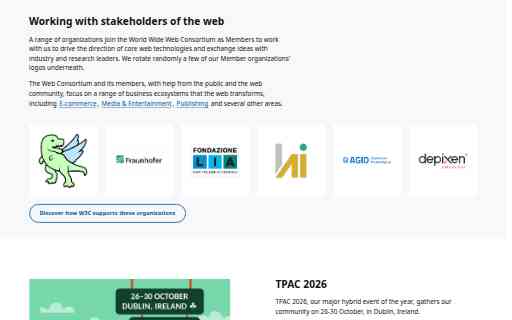 Working with stakeholders of the web
A range of organizations join the World Wide Web Consortium as Members to work
with us to drive the direction of core web technologies and exchange ideas with
industry and research leaders. We rotate randomly a few of our Member organizations'
logos underneath.
The Web Consortium and its members, with help from the public and the web
community, focus on a range of business ecosystems that the web transforms,
including E-commerce, Media & Entertainment, Publishing and several other areas.
Fraunhofer
FONDAZIONE
LIA
AGID
depixen
Discover how W3C supports these organizations
26–30 OCTOBER
DUBLIN, IRELAND
TPAC 2026
TPAC 2026, our major hybrid event of the year, gathers our
community on 26-30 October, in Dublin, Ireland.